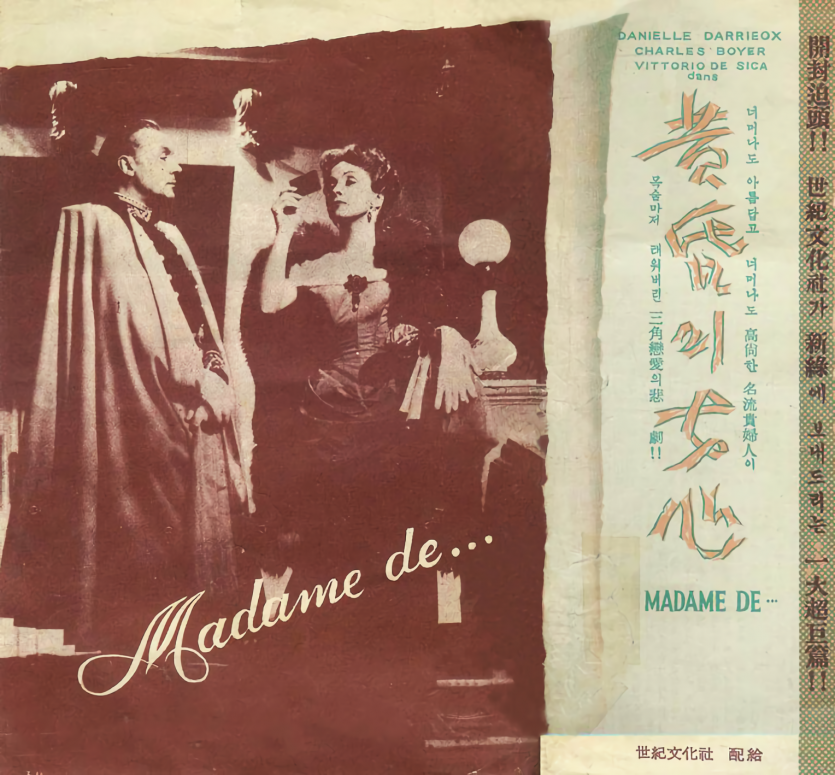 DANIELLE DARRIEOX
CHARLES BOYER
VITTORIO DE SICA
dans
黃昏의 女心
너머나도 아름답고 너머나도 高尙한 名流貴婦人이
목숨마저 태워버린 三角戀愛의 悲劇!!
MADAME DE…
Madame de...
開封迫頭!! 世紀文化社가 新綠에 보내드리는 一大超巨篇!!
世紀文化社 配給